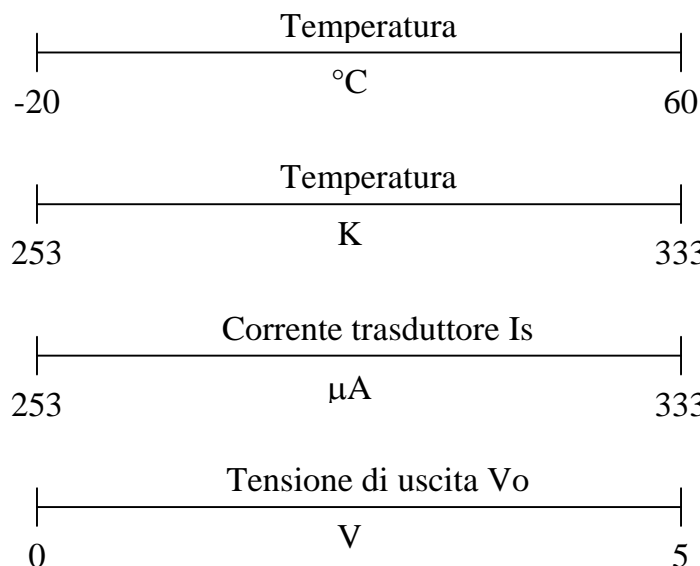 Temperatura
°C
-20 60
Temperatura
K
253 333
Corrente trasduttore Is
µA
253 333
Tensione di uscita Vo
V
0 5